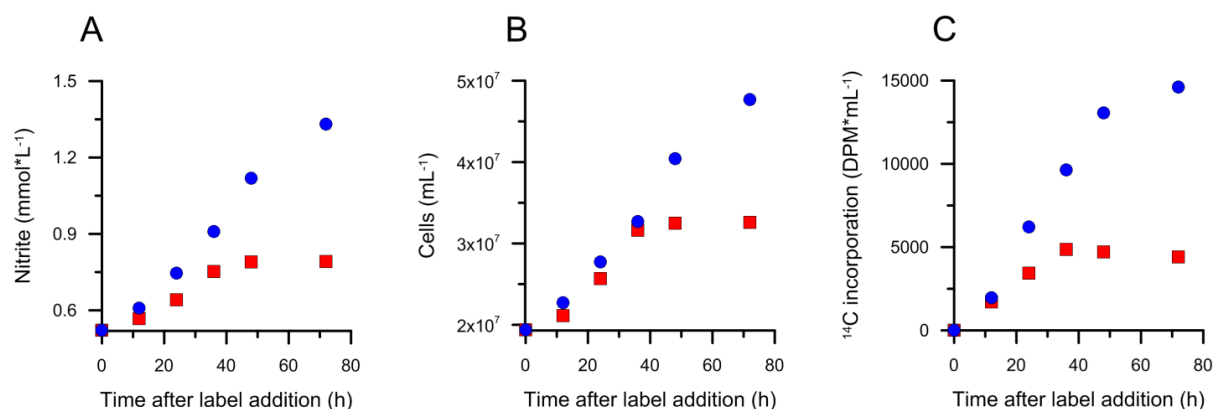 A
B
C
Nitrite (mmol*L⁻¹)
1.5
1.2
0.9
0.6
0 20 40 60 80
Time after label addition (h)
Cells (mL⁻¹)
5x10⁷
4x10⁷
3x10⁷
2x10⁷
0 20 40 60 80
Time after label addition (h)
¹⁴C incorporation (DPM*mL⁻¹)
15000
10000
5000
0
0 20 40 60 80
Time after label addition (h)